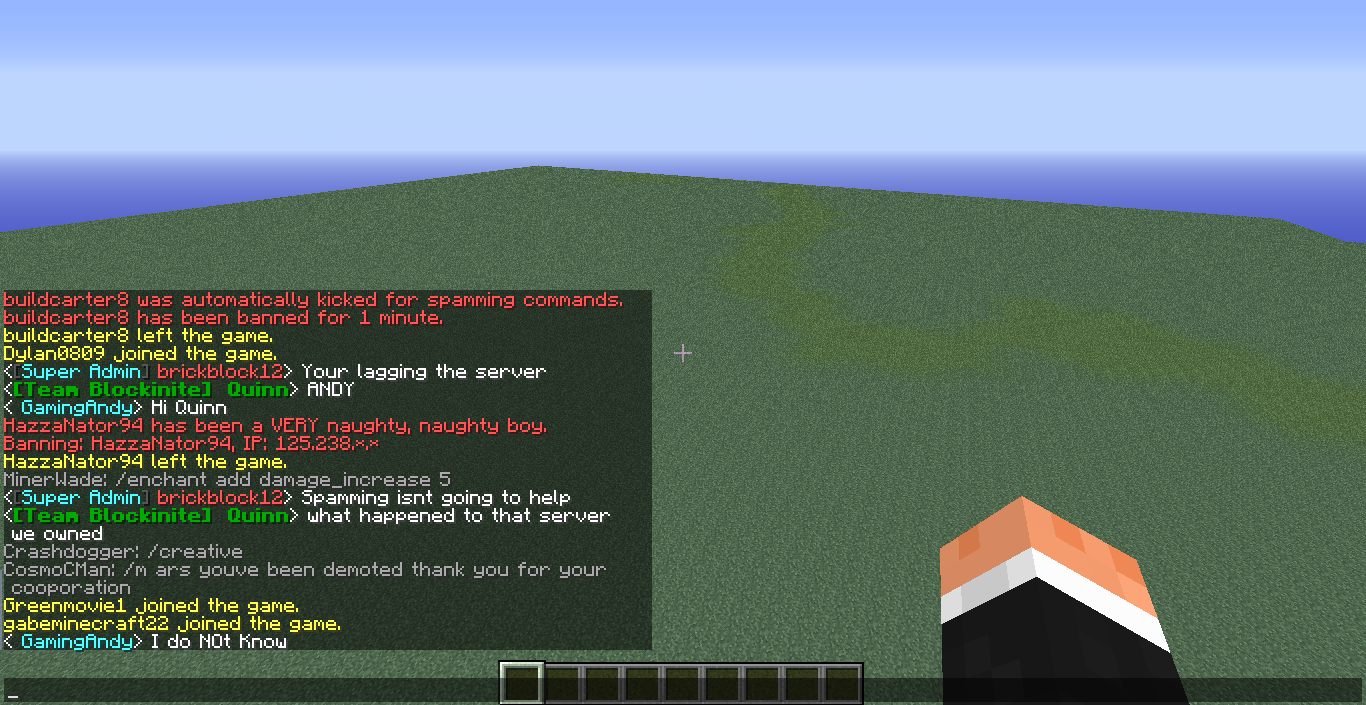 buildcarter8 was automatically kicked for spamming commands.
buildcarter8 has been banned for 1 minute.
buildcarter8 left the game.
Dylan0809 joined the game.
<[Super Admin] brickblock12> Your lagging the server
<[Team Blockinite] Quinn> ANDY
< GamingAndy> Hi Quinn
HazzaNator94 has been a VERY naughty, naughty boy.
Banning: HazzaNator94, IP: 125.238.*.*
HazzaNator94 left the game.
MinerWade: /enchant add damage_increase 5
<[Super Admin] brickblock12> Spamming isnt going to help
<[Team Blockinite] Quinn> what happened to that server
we owned
Crashdogger: /creative
CosmoCMan: /m ars youve been demoted thank you for your
cooporation
Greenmovie1 joined the game.
gabeminecraft22 joined the game.
< GamingAndy> I do NOt Know
_